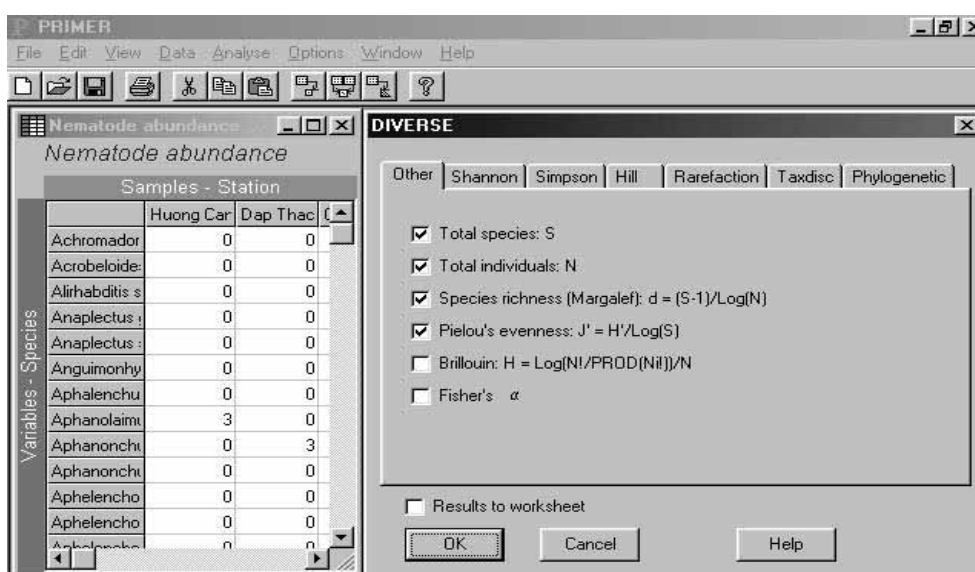 PRIMER
File Edit View Data Analyse Options Window Help
Nematode abundance
Nematode abundance
Samples - Station
Variables - Species
Huong Car Dap Thac
Achromador 0 0
Acrobeloide 0 0
Alirhabditis s 0 0
Anaplectus 0 0
Anaplectus 0 0
Anguimonhy 0 0
Aphalenchu 0 0
Aphanolaimu 3 0
Aphanonchu 0 3
Aphanonchu 0 0
Aphelencho 0 0
Aphelencho 0 0
DIVERSE
Other Shannon Simpson Hill Rarefaction Taxdisc Phylogenetic
Total species: S
Total individuals: N
Species richness (Margalef): d = (S-1)/Log(N)
Pielou's evenness: J' = H'/Log(S)
Brillouin: H = Log(N!/PROD(Ni!))/N
Fisher's α
Results to worksheet
OK Cancel Help